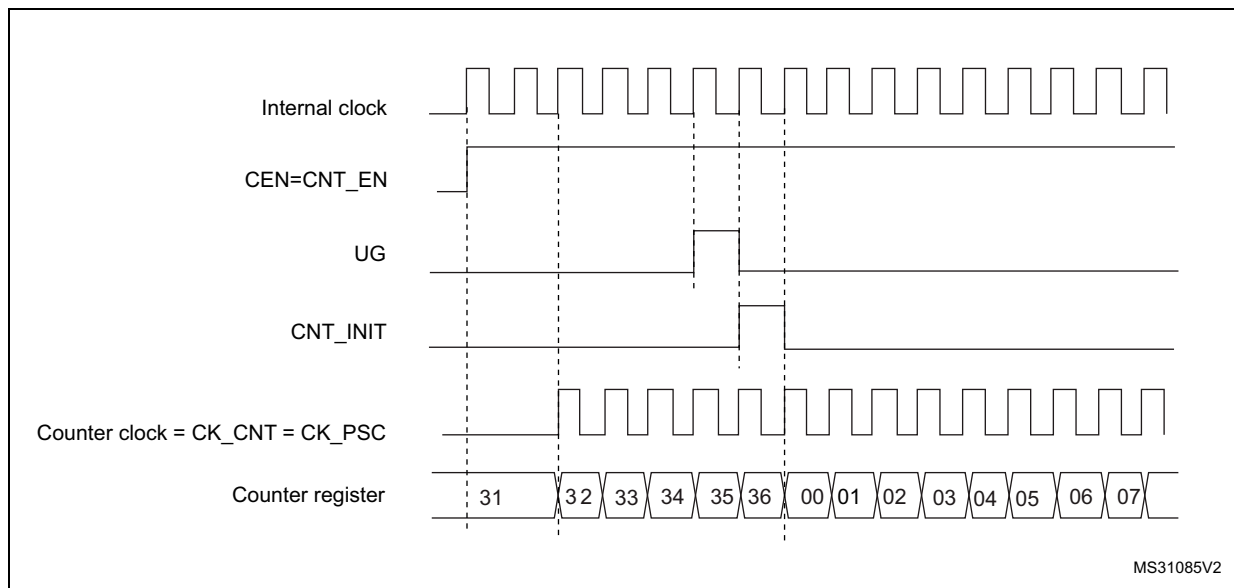 Internal clock
CEN=CNT_EN
UG
CNT_INIT
Counter clock = CK_CNT = CK_PSC
Counter register 31 32 33 34 35 36 00 01 02 03 04 05 06 07
MS31085V2